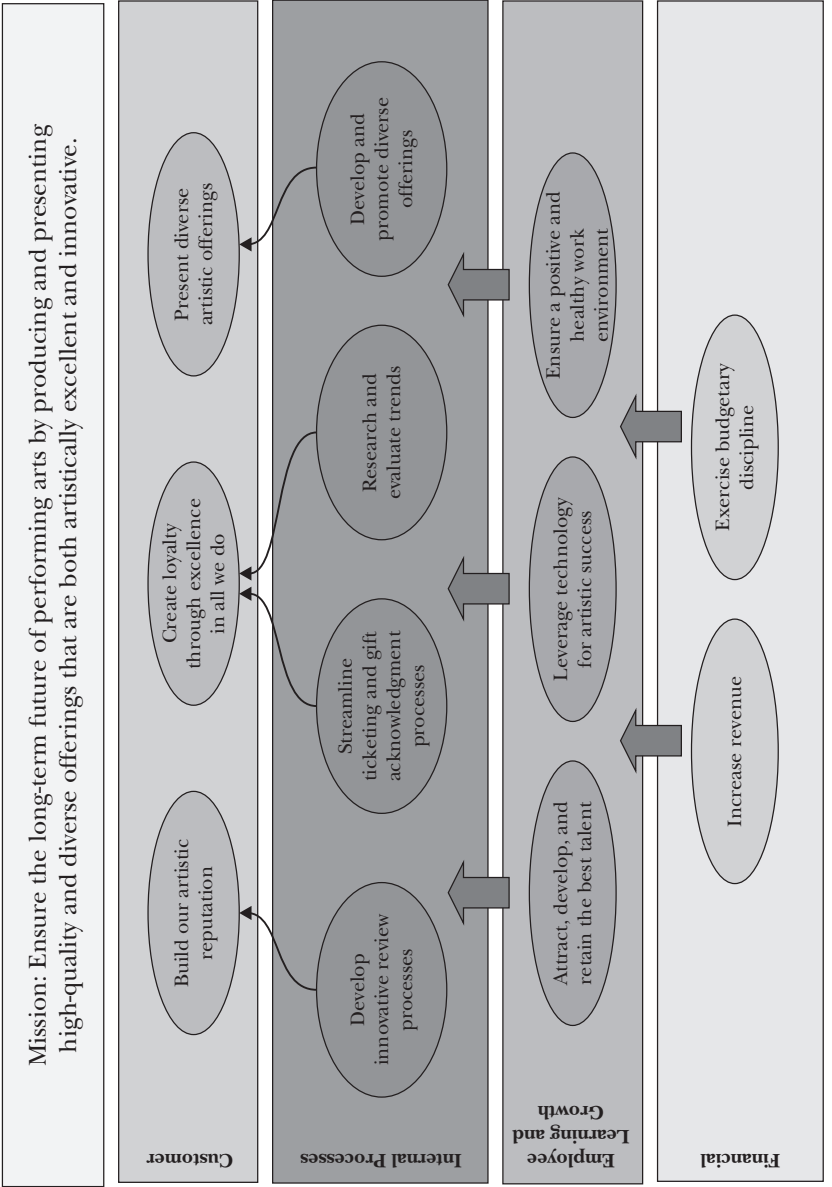 Mission: Ensure the long-term future of performing arts by producing and presenting
high-quality and diverse offerings that are both artistically excellent and innovative.
Customer
Build our artistic
reputation
Create loyalty
through excellence
in all we do
Present diverse
artistic offerings
Internal Processes
Develop
innovative review
processes
Streamline
ticketing and gift
acknowledgment
processes
Research and
evaluate trends
Develop and
promote diverse
offerings
Employee
Learning and
Growth
Attract, develop, and
retain the best talent
Leverage technology
for artistic success
Ensure a positive and
healthy work
environment
Financial
Increase revenue
Exercise budgetary
discipline